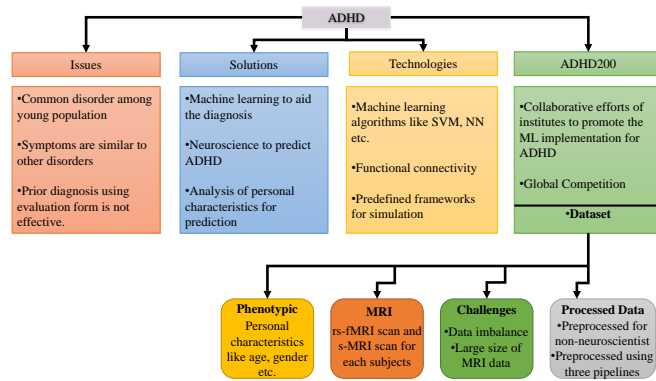 ADHD
Issues
•Common disorder among
young population
•Symptoms are similar to
other disorders
•Prior diagnosis using
evaluation form is not
effective.
Solutions
•Machine learning to aid
the diagnosis
•Neuroscience to predict
ADHD
•Analysis of personal
characteristics for
prediction
Technologies
•Machine learning
algorithms like SVM, NN
etc.
•Functional connectivity
•Predefined frameworks
for simulation
ADHD200
•Collaborative efforts of
institutes to promote the
ML implementation for
ADHD
•Global Competition
•Dataset
Phenotypic
Personal
characteristics
like age, gender
etc.
MRI
rs-fMRI scan and
s-MRI scan for
each subjects
Challenges
•Data imbalance
•Large size of
MRI data
Processed Data
•Preprocessed for
non-neuroscientist
•Preprocessed using
three pipelines